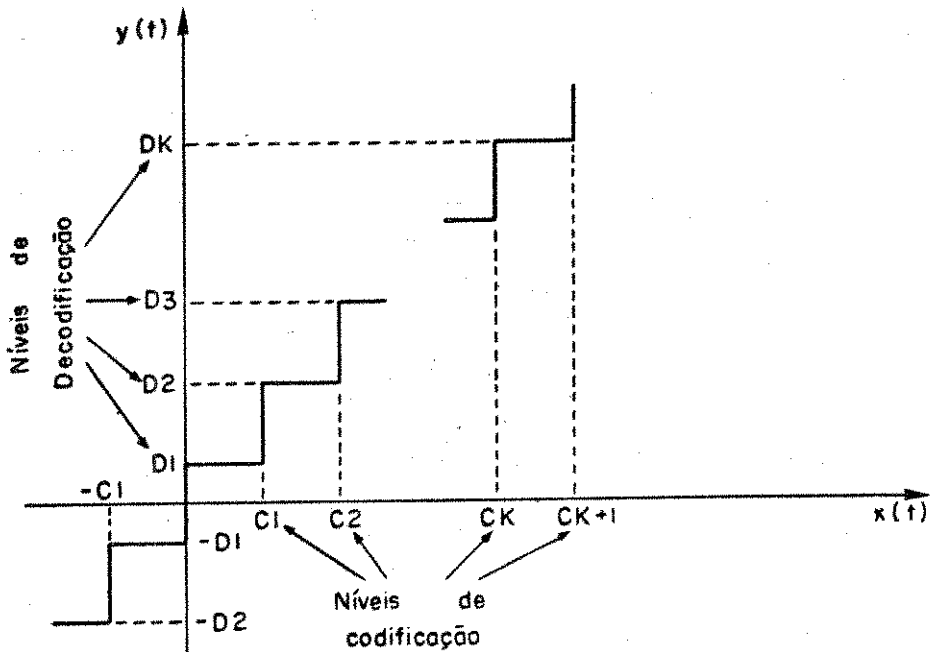 y(t)
DK
Níveis de
Decodificação
D3
D2
D1
-C1
C1 C2 CK CK+1
x(t)
-D1
-D2
Níveis de
codificação